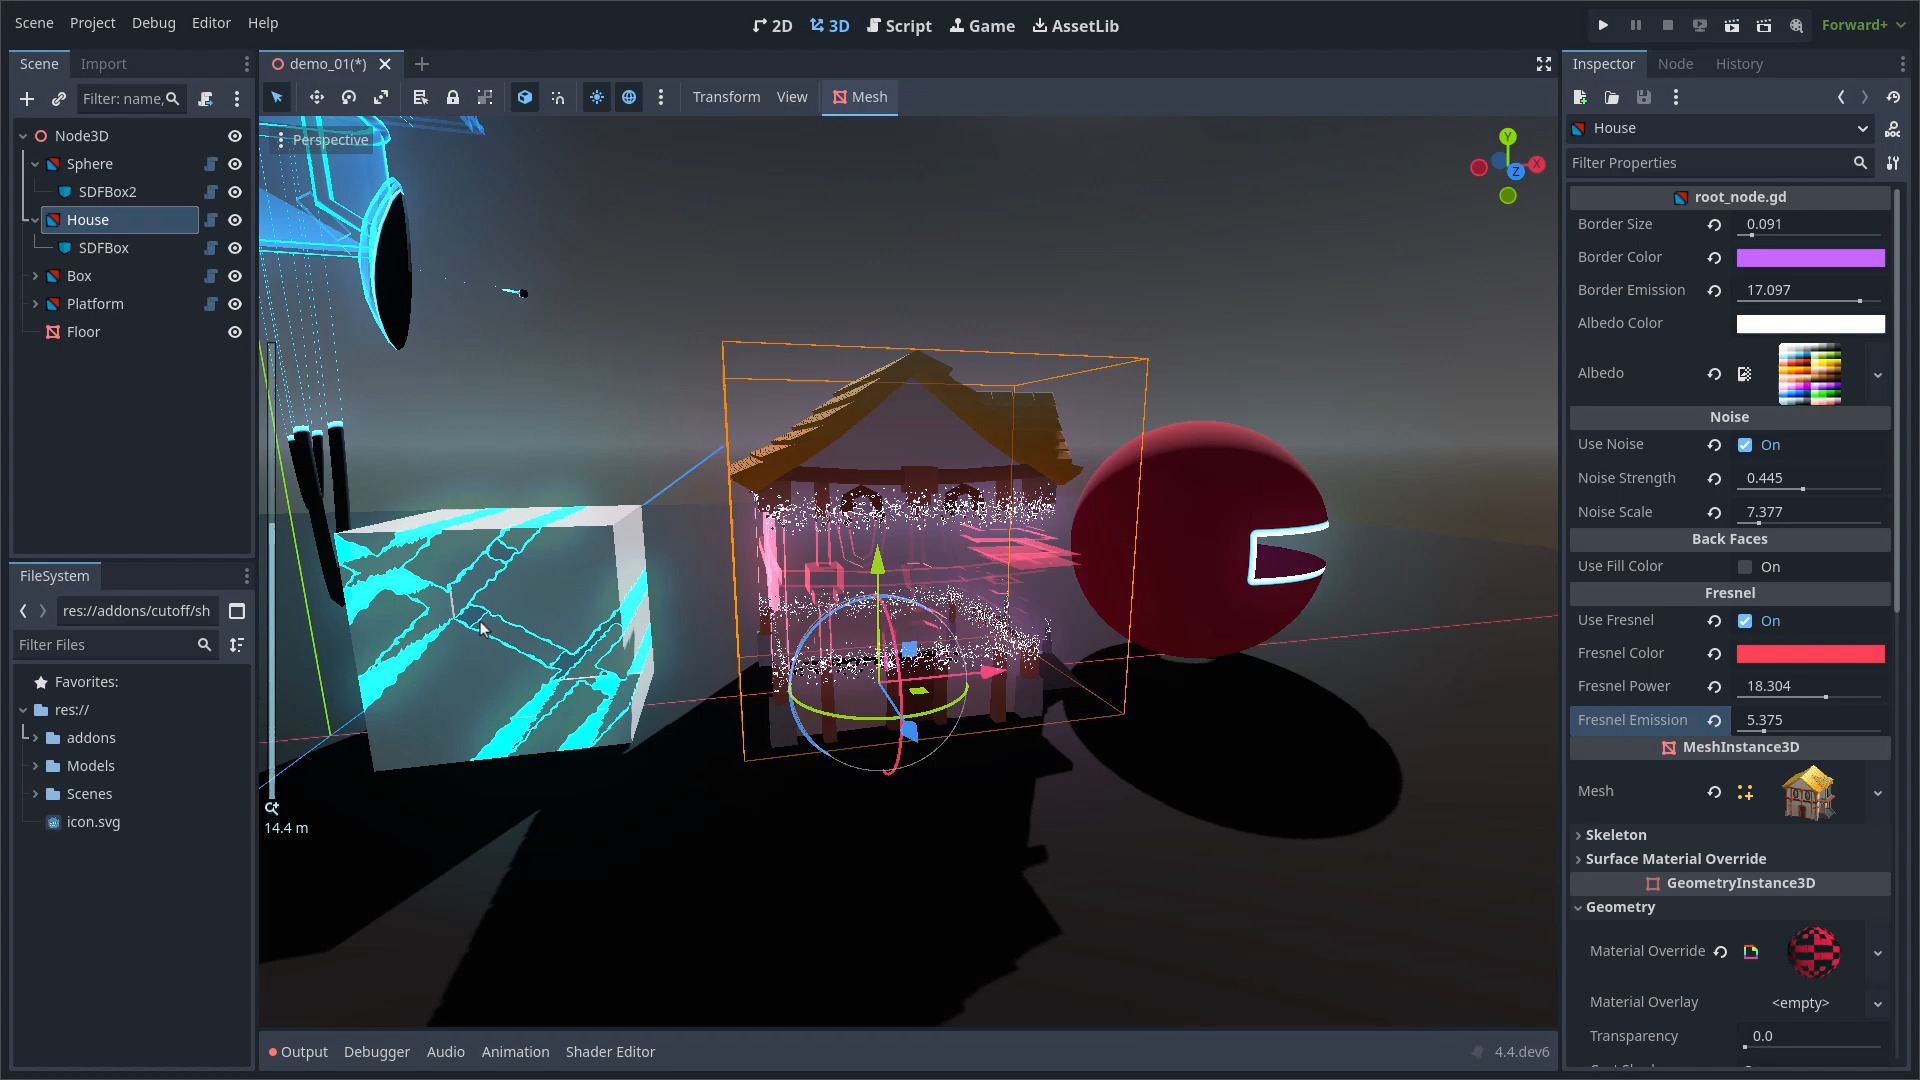 Scene Project Debug Editor Help
2D 3D Script Game AssetLib
Forward+
Scene Import
Filter: name,
Node3D
Sphere
SDFBox2
House
SDFBox
Box
Platform
Floor
FileSystem
res://addons/cutoff/sh
Filter Files
Favorites:
res://
addons
Models
Scenes
icon.svg
demo_01(*)
Transform View Mesh
Perspective
Y
X
Z
14.4 m
Output Debugger Audio Animation Shader Editor
4.4.dev6
Inspector Node History
House
DOC
Filter Properties
root_node.gd
Border Size 0.091
Border Color
Border Emission 17.097
Albedo Color
Albedo
Noise
Use Noise On
Noise Strength 0.445
Noise Scale 7.377
Back Faces
Use Fill Color On
Fresnel
Use Fresnel On
Fresnel Color
Fresnel Power 18.304
Fresnel Emission 5.375
MeshInstance3D
Mesh
Skeleton
Surface Material Override
GeometryInstance3D
Geometry
Material Override
Material Overlay <empty>
Transparency 0.0